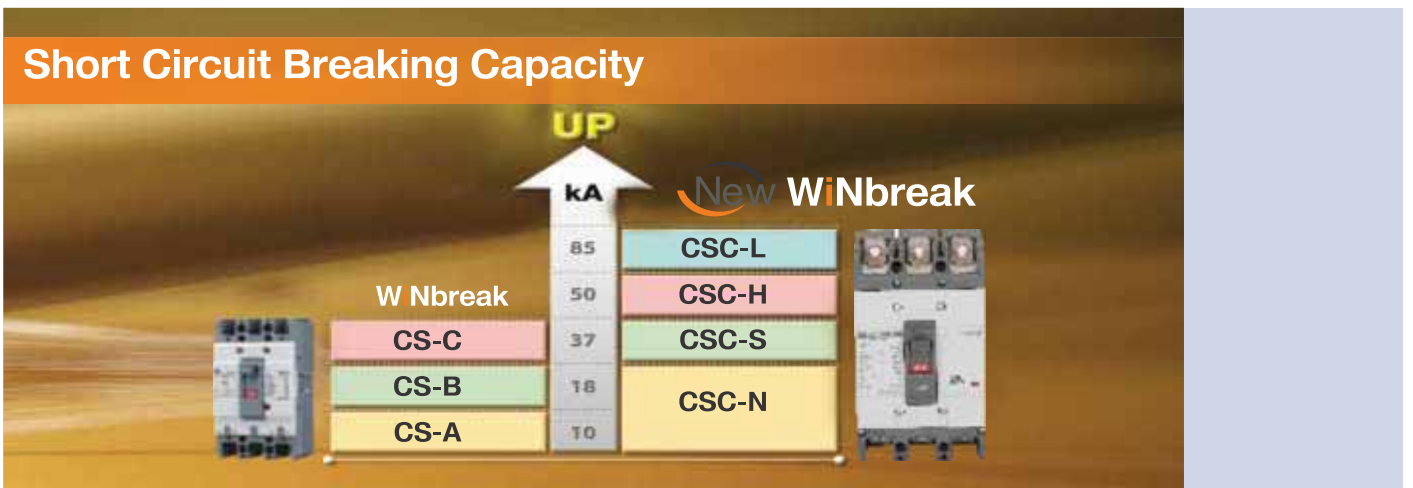 Short Circuit Breaking Capacity
UP
kA
New WiNbreak
85
CSC-L
W Nbreak
50
CSC-H
CS-C
37
CSC-S
CS-B
18
CSC-N
CS-A
10